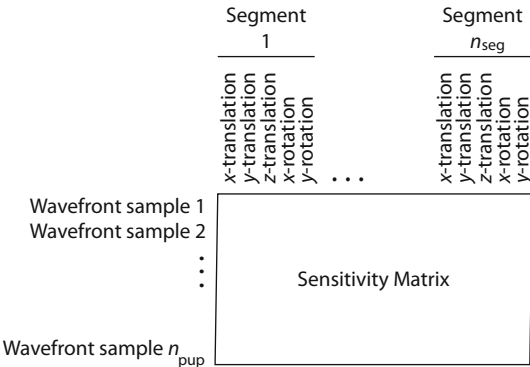 Segment Segment
1 n_seg
x-translation
y-translation
z-translation
x-rotation
y-rotation
. . .
x-translation
y-translation
z-translation
x-rotation
y-rotation
Wavefront sample 1
Wavefront sample 2
Sensitivity Matrix
Wavefront sample n_pup